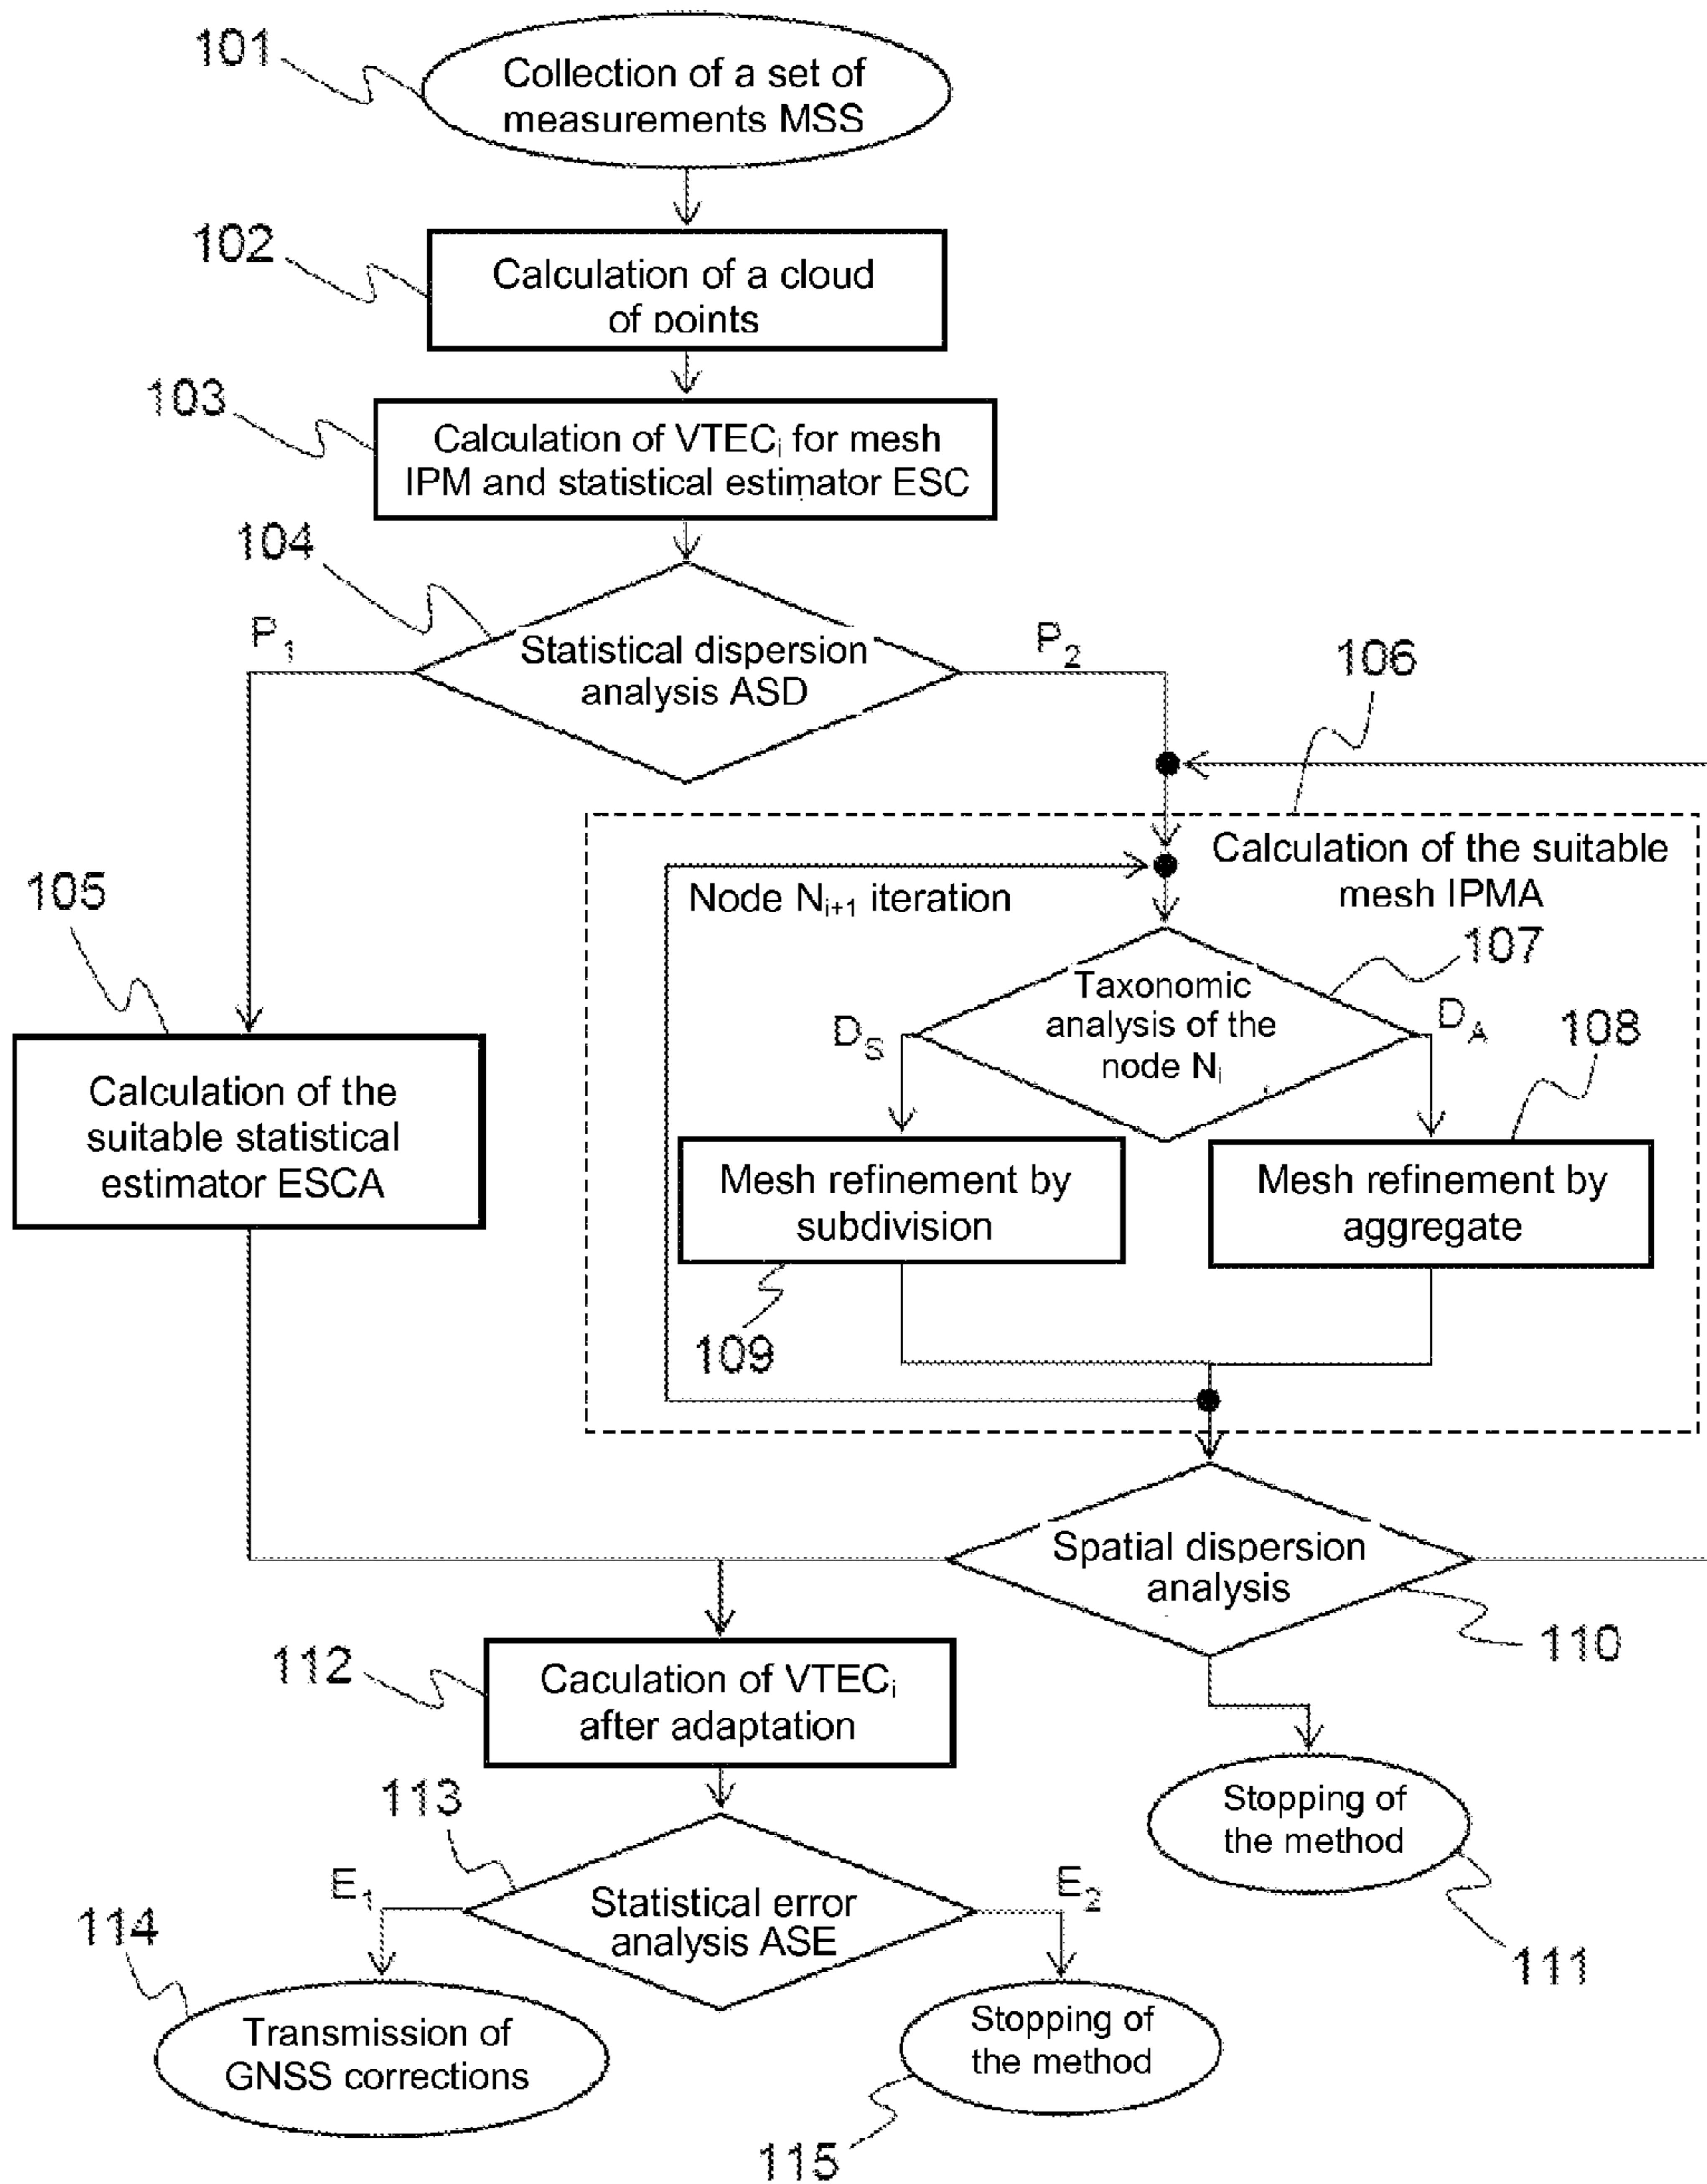 101
Collection of a set of
measurements MSS
102
Calculation of a cloud
of points
103
Calculation of VTECi for mesh
IPM and statistical estimator ESC
104
P1
Statistical dispersion
analysis ASD
P2
106
Calculation of the suitable
mesh IPMA
Node Ni+1 iteration
105
107
Taxonomic
analysis of the
node Ni
DS
DA
108
Calculation of the
suitable statistical
estimator ESCA
Mesh refinement by
subdivision
Mesh refinement by
aggregate
109
Spatial dispersion
analysis
110
112
Caculation of VTECi
after adaptation
Stopping of
the method
111
113
E1
Statistical error
analysis ASE
E2
114
Transmission of
GNSS corrections
Stopping of
the method
115